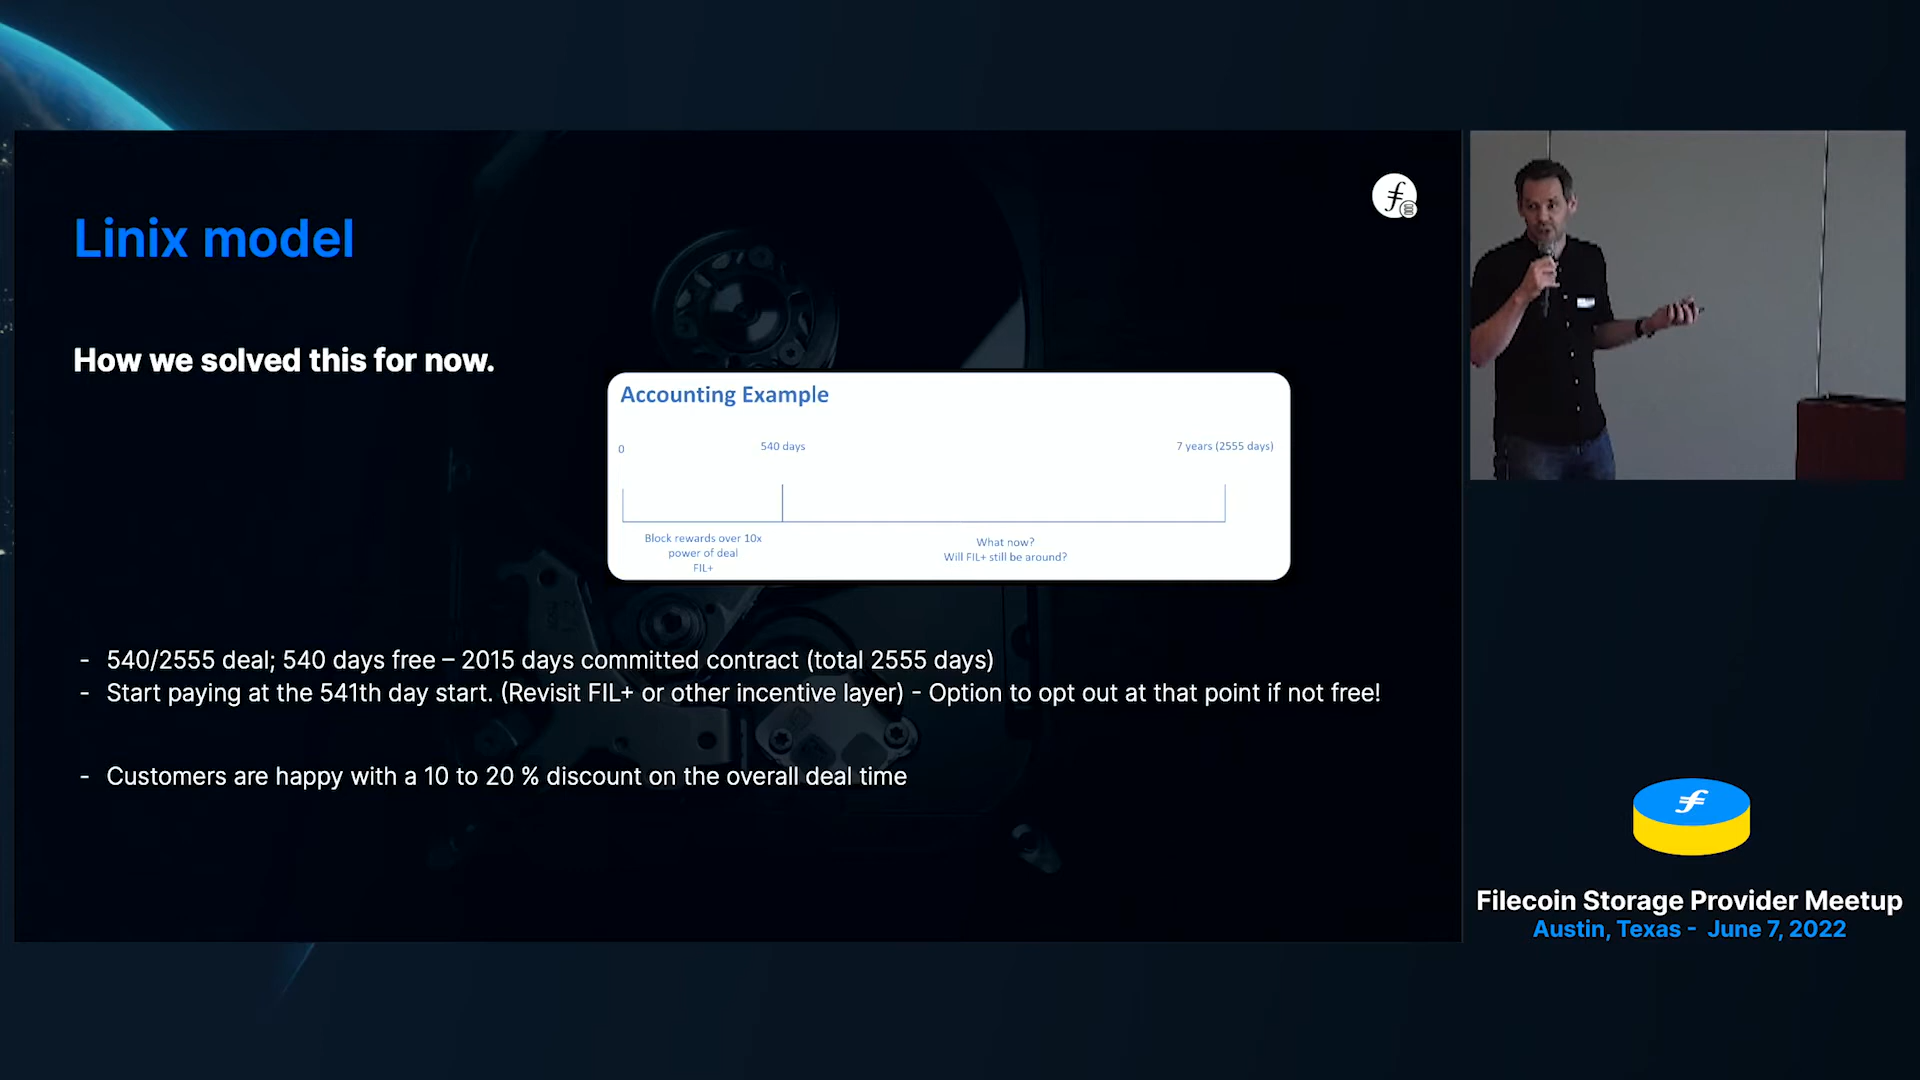 Linix model
How we solved this for now.
Accounting Example
0
540 days
7 years (2555 days)
Block rewards over 10x
power of deal
FIL+
What now?
Will FIL+ still be around?
- 540/2555 deal; 540 days free – 2015 days committed contract (total 2555 days)
- Start paying at the 541th day start. (Revisit FIL+ or other incentive layer) - Option to opt out at that point if not free!
- Customers are happy with a 10 to 20 % discount on the overall deal time
Filecoin Storage Provider Meetup
Austin, Texas - June 7, 2022